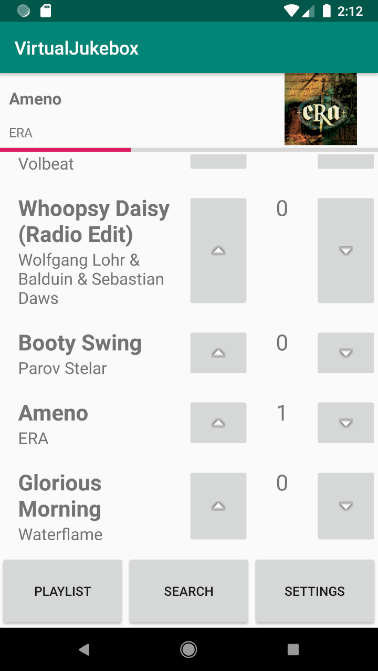 2:12
VirtualJukebox
Ameno
ERA
eRa
Volbeat
Whoopsy Daisy
(Radio Edit)
0
Wolfgang Lohr &
Balduin & Sebastian
Daws
Booty Swing
0
Parov Stelar
Ameno
1
ERA
Glorious
Morning
0
Waterflame
PLAYLIST
SEARCH
SETTINGS